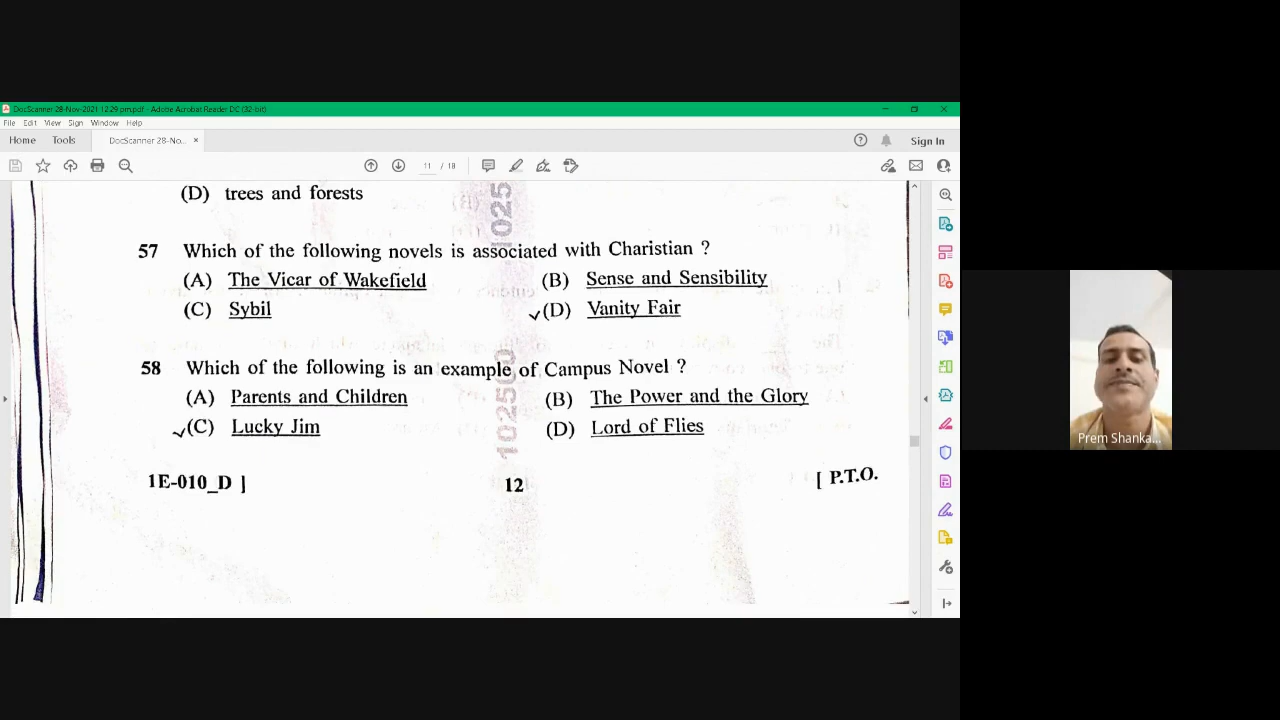 DocScanner 28-Nov-2021 12.29 pm.pdf - Adobe Acrobat Reader DC (32-bit)
File Edit View Sign Window Help
Home Tools DocScanner 28-No... × Sign In
11 / 18
(D) trees and forests
1025
57 Which of the following novels is associated with Charistian ?
(A) The Vicar of Wakefield (B) Sense and Sensibility
(C) Sybil (D) Vanity Fair
58 Which of the following is an example of Campus Novel ?
(A) Parents and Children (B) The Power and the Glory
(C) Lucky Jim (D) Lord of Flies
102500
1E-010_D ] 12 [ P.T.O.
Prem Shanka...